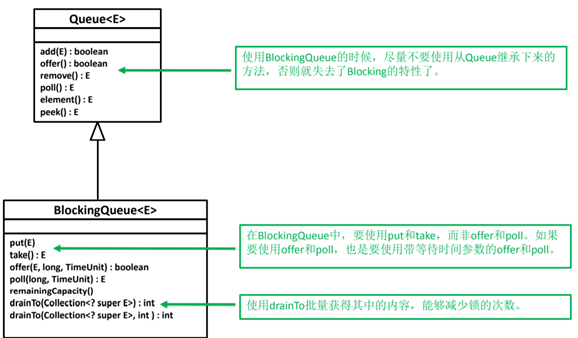 Queue<E>
add(E) : boolean
offer() : boolean
remove() : E
poll() : E
element() : E
peek() : E
使用BlockingQueue的时候，尽量不要使用从Queue继承下来的
方法，否则就失去了Blocking的特性了。
BlockingQueue<E>
put(E)
take() : E
offer(E, long, TimeUnit) : boolean
poll(long, TimeUnit) : E
remainingCapacity()
drainTo(Collection<? super E>) : int
drainTo(Collection<? super E>, int ) : int
在BlockingQueue中，要使用put和take，而非offer和poll。如果
要使用offer和poll，也是要使用带等待时间参数的offer和poll。
使用drainTo批量获得其中的内容，能够减少锁的次数。